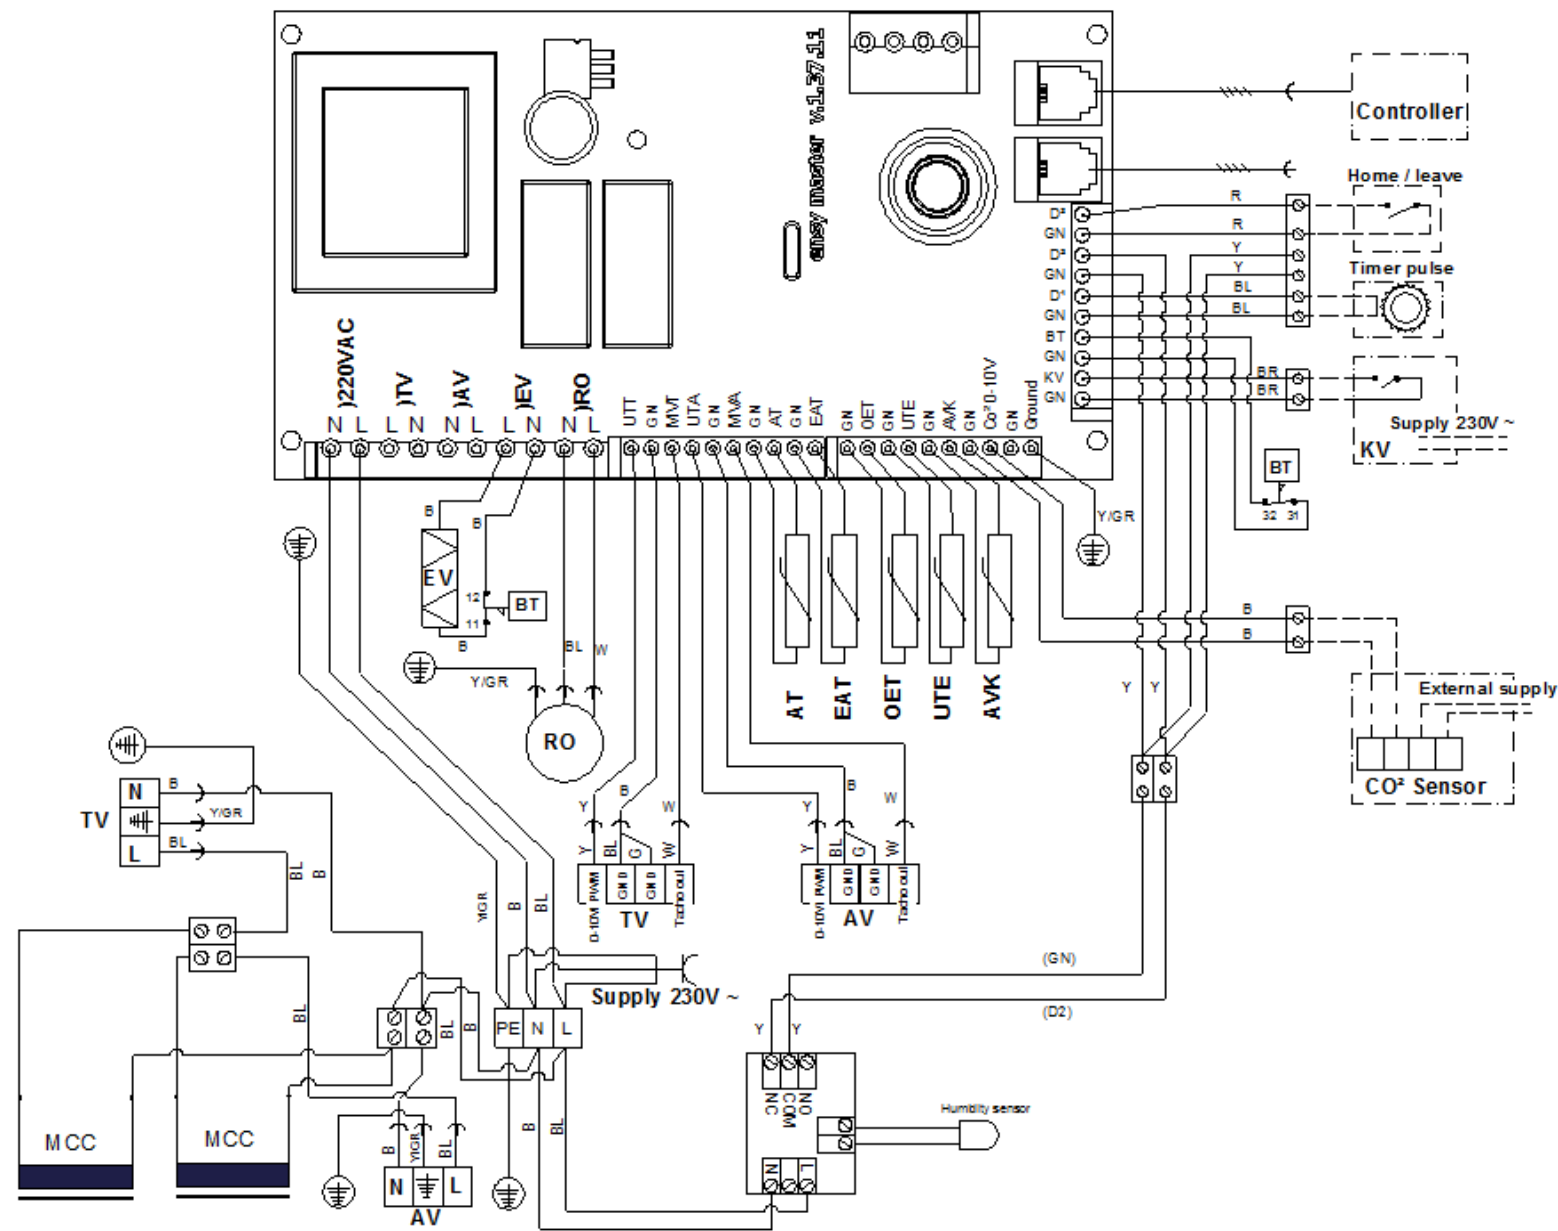 ensy master v.1.37.11
Controller
Home / leave
D²
GN
D³
GN
D⁴
GN
BT
GN
KV
GN
R
R
Y
Y
BL
BL
BR
BR
Timer pulse
Supply 230V ~
KV
BT
32 31
)220VAC
)TV
)AV
)EV
)RO
N L L N N L L N N L
UTT
GN
MVT
UTA
GN
MVA
GN
AT
GN
EAT
GN
OET
GN
UTE
GN
AVK
GN
Co² 0-10V
GN
Ground
Y/GR
B
B
EV
12
11
BT
B
BL
W
Y/GR
RO
AT
EAT
OET
UTE
AVK
B
B
Y
Y
External supply
CO² Sensor
TV
N
L
B
Y/GR
BL
BL
B
Y
B
W
Y
BL
G
W
0-10V/ PWM
GND
GND
Tacho out
TV
Y
B
W
Y
BL
G
W
0-10V/ PWM
GND
GND
Tacho out
AV
Y/GR
B
BL
Supply 230V ~
PE N L
BL
BL
B
(GN)
(D2)
Y
Y
NC
COM
NO
Humidity sensor
N
L
B
BL
MCC
MCC
B
Y/GR
BL
N
L
AV